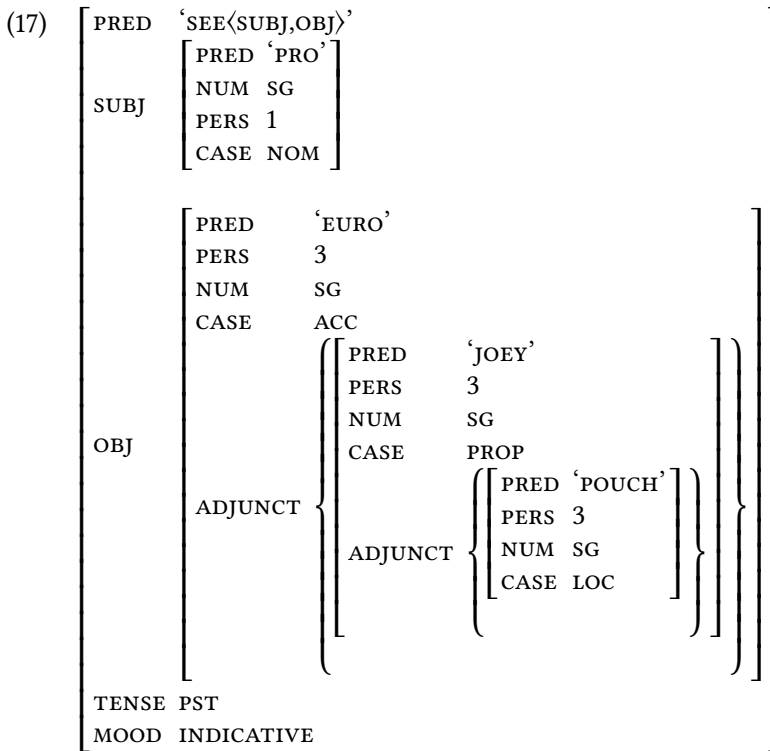 (17) PRED ‘SEE⟨SUBJ,OBJ⟩’
PRED ‘PRO’
NUM SG
SUBJ
PERS 1
CASE NOM
PRED ‘EURO’
PERS 3
NUM SG
CASE ACC
PRED ‘JOEY’
PERS 3
NUM SG
OBJ
CASE PROP
PRED ‘POUCH’
ADJUNCT
PERS 3
ADJUNCT
NUM SG
CASE LOC
TENSE PST
MOOD INDICATIVE